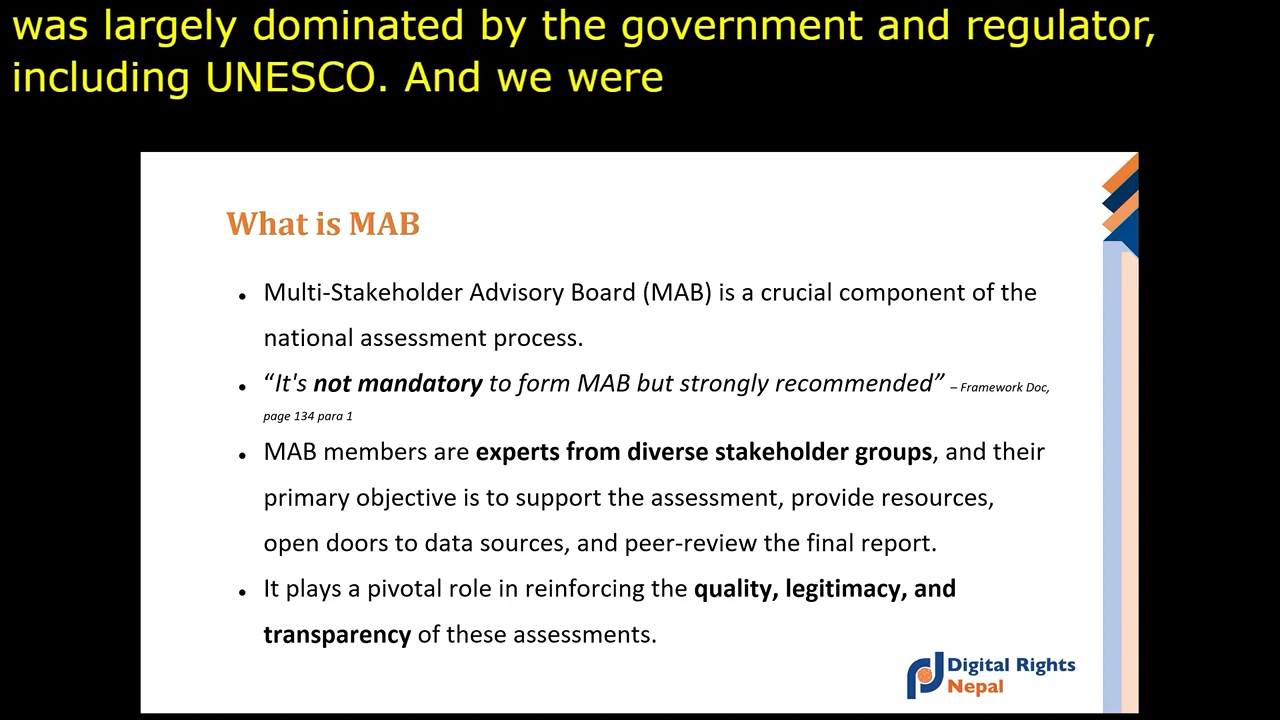 was largely dominated by the government and regulator,
including UNESCO. And we were
What is MAB
• Multi-Stakeholder Advisory Board (MAB) is a crucial component of the
national assessment process.
• “It's not mandatory to form MAB but strongly recommended” – Framework Doc,
page 134 para 1
• MAB members are experts from diverse stakeholder groups, and their
primary objective is to support the assessment, provide resources,
open doors to data sources, and peer-review the final report.
• It plays a pivotal role in reinforcing the quality, legitimacy, and
transparency of these assessments.
Digital Rights
Nepal